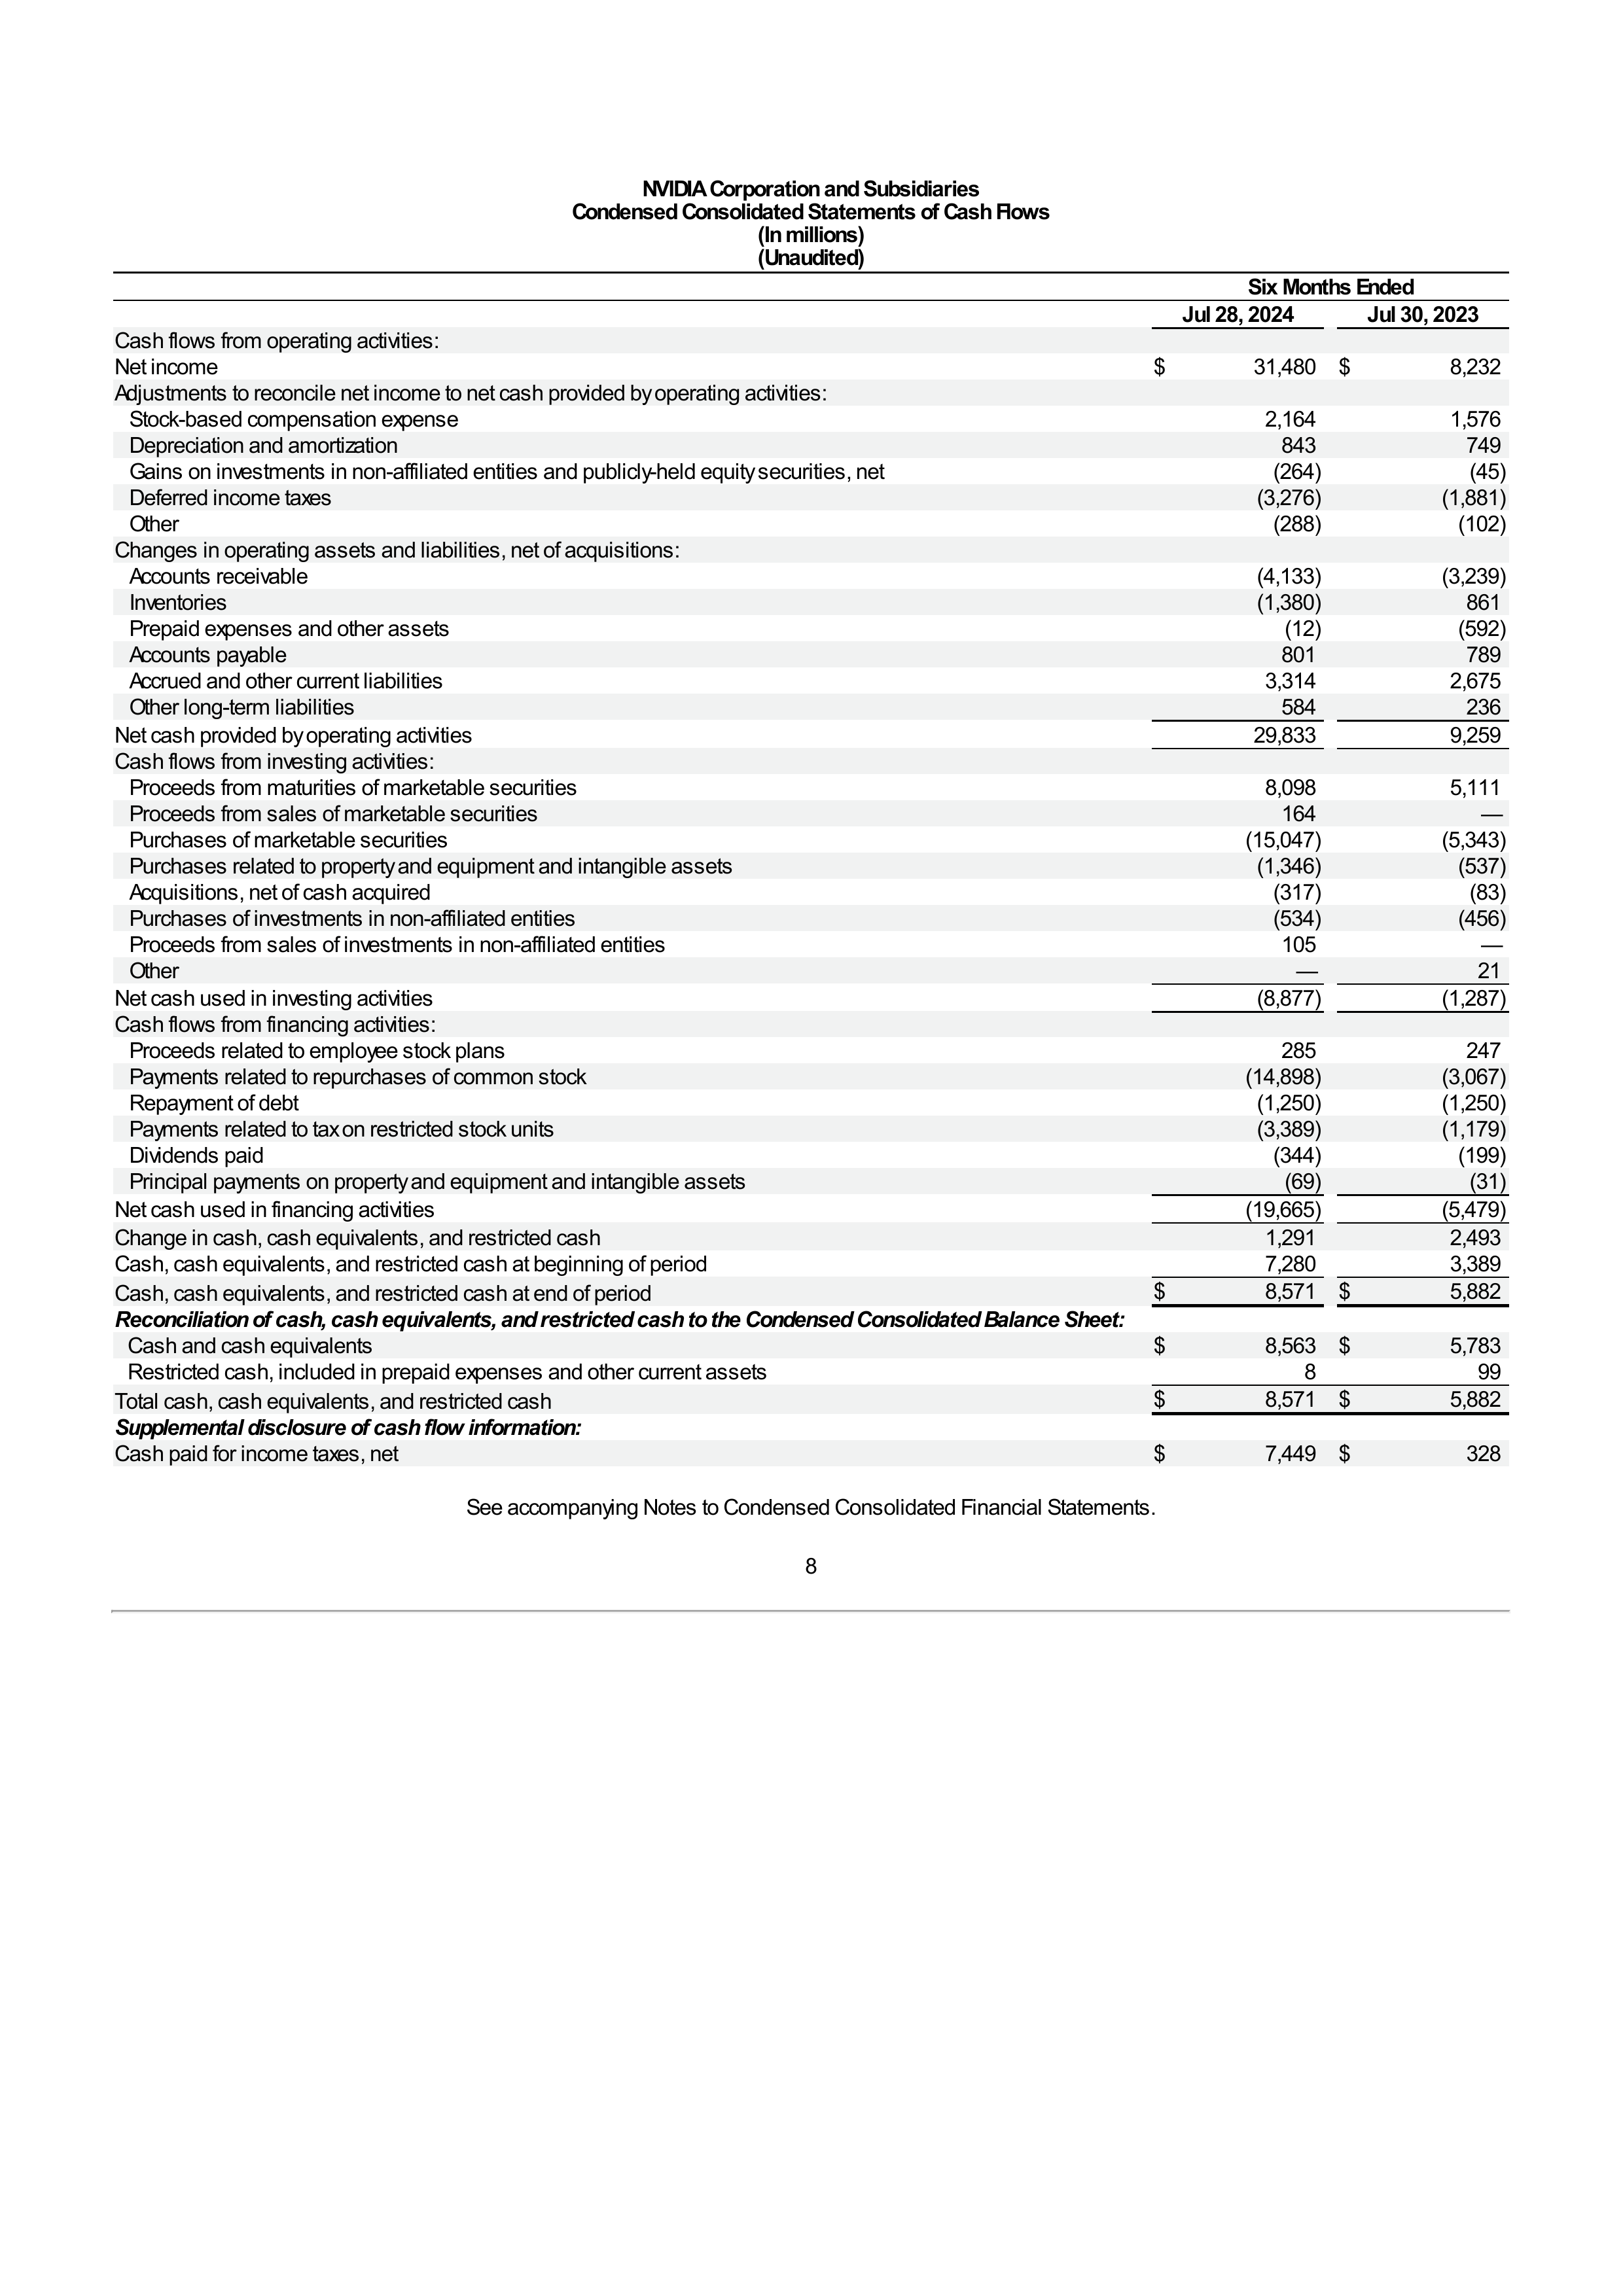 NVIDIA Corporation and Subsidiaries
Condensed Consolidated Statements of Cash Flows
(In millions)
(Unaudited)
Six Months Ended
Jul 28, 2024 Jul 30, 2023
Cash flows from operating activities:
Net income $ 31,480 $ 8,232
Adjustments to reconcile net income to net cash provided by operating activities:
Stock-based compensation expense 2,164 1,576
Depreciation and amortization 843 749
Gains on investments in non-affiliated entities and publicly-held equity securities, net (264) (45)
Deferred income taxes (3,276) (1,881)
Other (288) (102)
Changes in operating assets and liabilities, net of acquisitions:
Accounts receivable (4,133) (3,239)
Inventories (1,380) 861
Prepaid expenses and other assets (12) (592)
Accounts payable 801 789
Accrued and other current liabilities 3,314 2,675
Other long-term liabilities 584 236
Net cash provided by operating activities 29,833 9,259
Cash flows from investing activities:
Proceeds from maturities of marketable securities 8,098 5,111
Proceeds from sales of marketable securities 164 —
Purchases of marketable securities (15,047) (5,343)
Purchases related to property and equipment and intangible assets (1,346) (537)
Acquisitions, net of cash acquired (317) (83)
Purchases of investments in non-affiliated entities (534) (456)
Proceeds from sales of investments in non-affiliated entities 105 —
Other — 21
Net cash used in investing activities (8,877) (1,287)
Cash flows from financing activities:
Proceeds related to employee stock plans 285 247
Payments related to repurchases of common stock (14,898) (3,067)
Repayment of debt (1,250) (1,250)
Payments related to tax on restricted stock units (3,389) (1,179)
Dividends paid (344) (199)
Principal payments on property and equipment and intangible assets (69) (31)
Net cash used in financing activities (19,665) (5,479)
Change in cash, cash equivalents, and restricted cash 1,291 2,493
Cash, cash equivalents, and restricted cash at beginning of period 7,280 3,389
Cash, cash equivalents, and restricted cash at end of period $ 8,571 $ 5,882
Reconciliation of cash, cash equivalents, and restricted cash to the Condensed Consolidated Balance Sheet:
Cash and cash equivalents $ 8,563 $ 5,783
Restricted cash, included in prepaid expenses and other current assets 8 99
Total cash, cash equivalents, and restricted cash $ 8,571 $ 5,882
Supplemental disclosure of cash flow information:
Cash paid for income taxes, net $ 7,449 $ 328
See accompanying Notes to Condensed Consolidated Financial Statements.
8